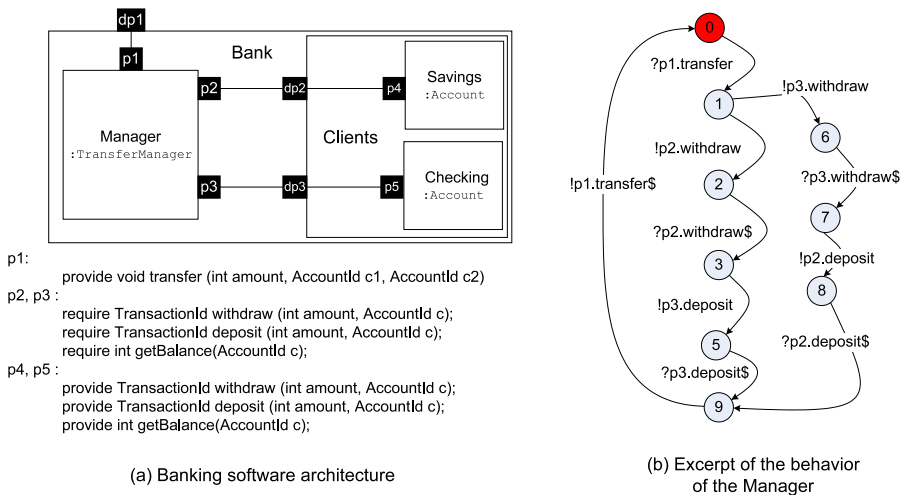 dp1
p1
Bank
p2
dp2
p4
Savings
:Account
Manager
:TransferManager
Clients
p3
dp3
p5
Checking
:Account
p1:
provide void transfer (int amount, AccountId c1, AccountId c2)
p2, p3 :
require TransactionId withdraw (int amount, AccountId c);
require TransactionId deposit (int amount, AccountId c);
require int getBalance(AccountId c);
p4, p5 :
provide TransactionId withdraw (int amount, AccountId c);
provide TransactionId deposit (int amount, AccountId c);
provide int getBalance(AccountId c);
(a) Banking software architecture
0
?p1.transfer
1
!p3.withdraw
6
!p2.withdraw
?p3.withdraw$
!p1.transfer$
2
7
?p2.withdraw$
!p2.deposit
3
8
!p3.deposit
?p2.deposit$
5
?p3.deposit$
9
(b) Excerpt of the behavior
of the Manager